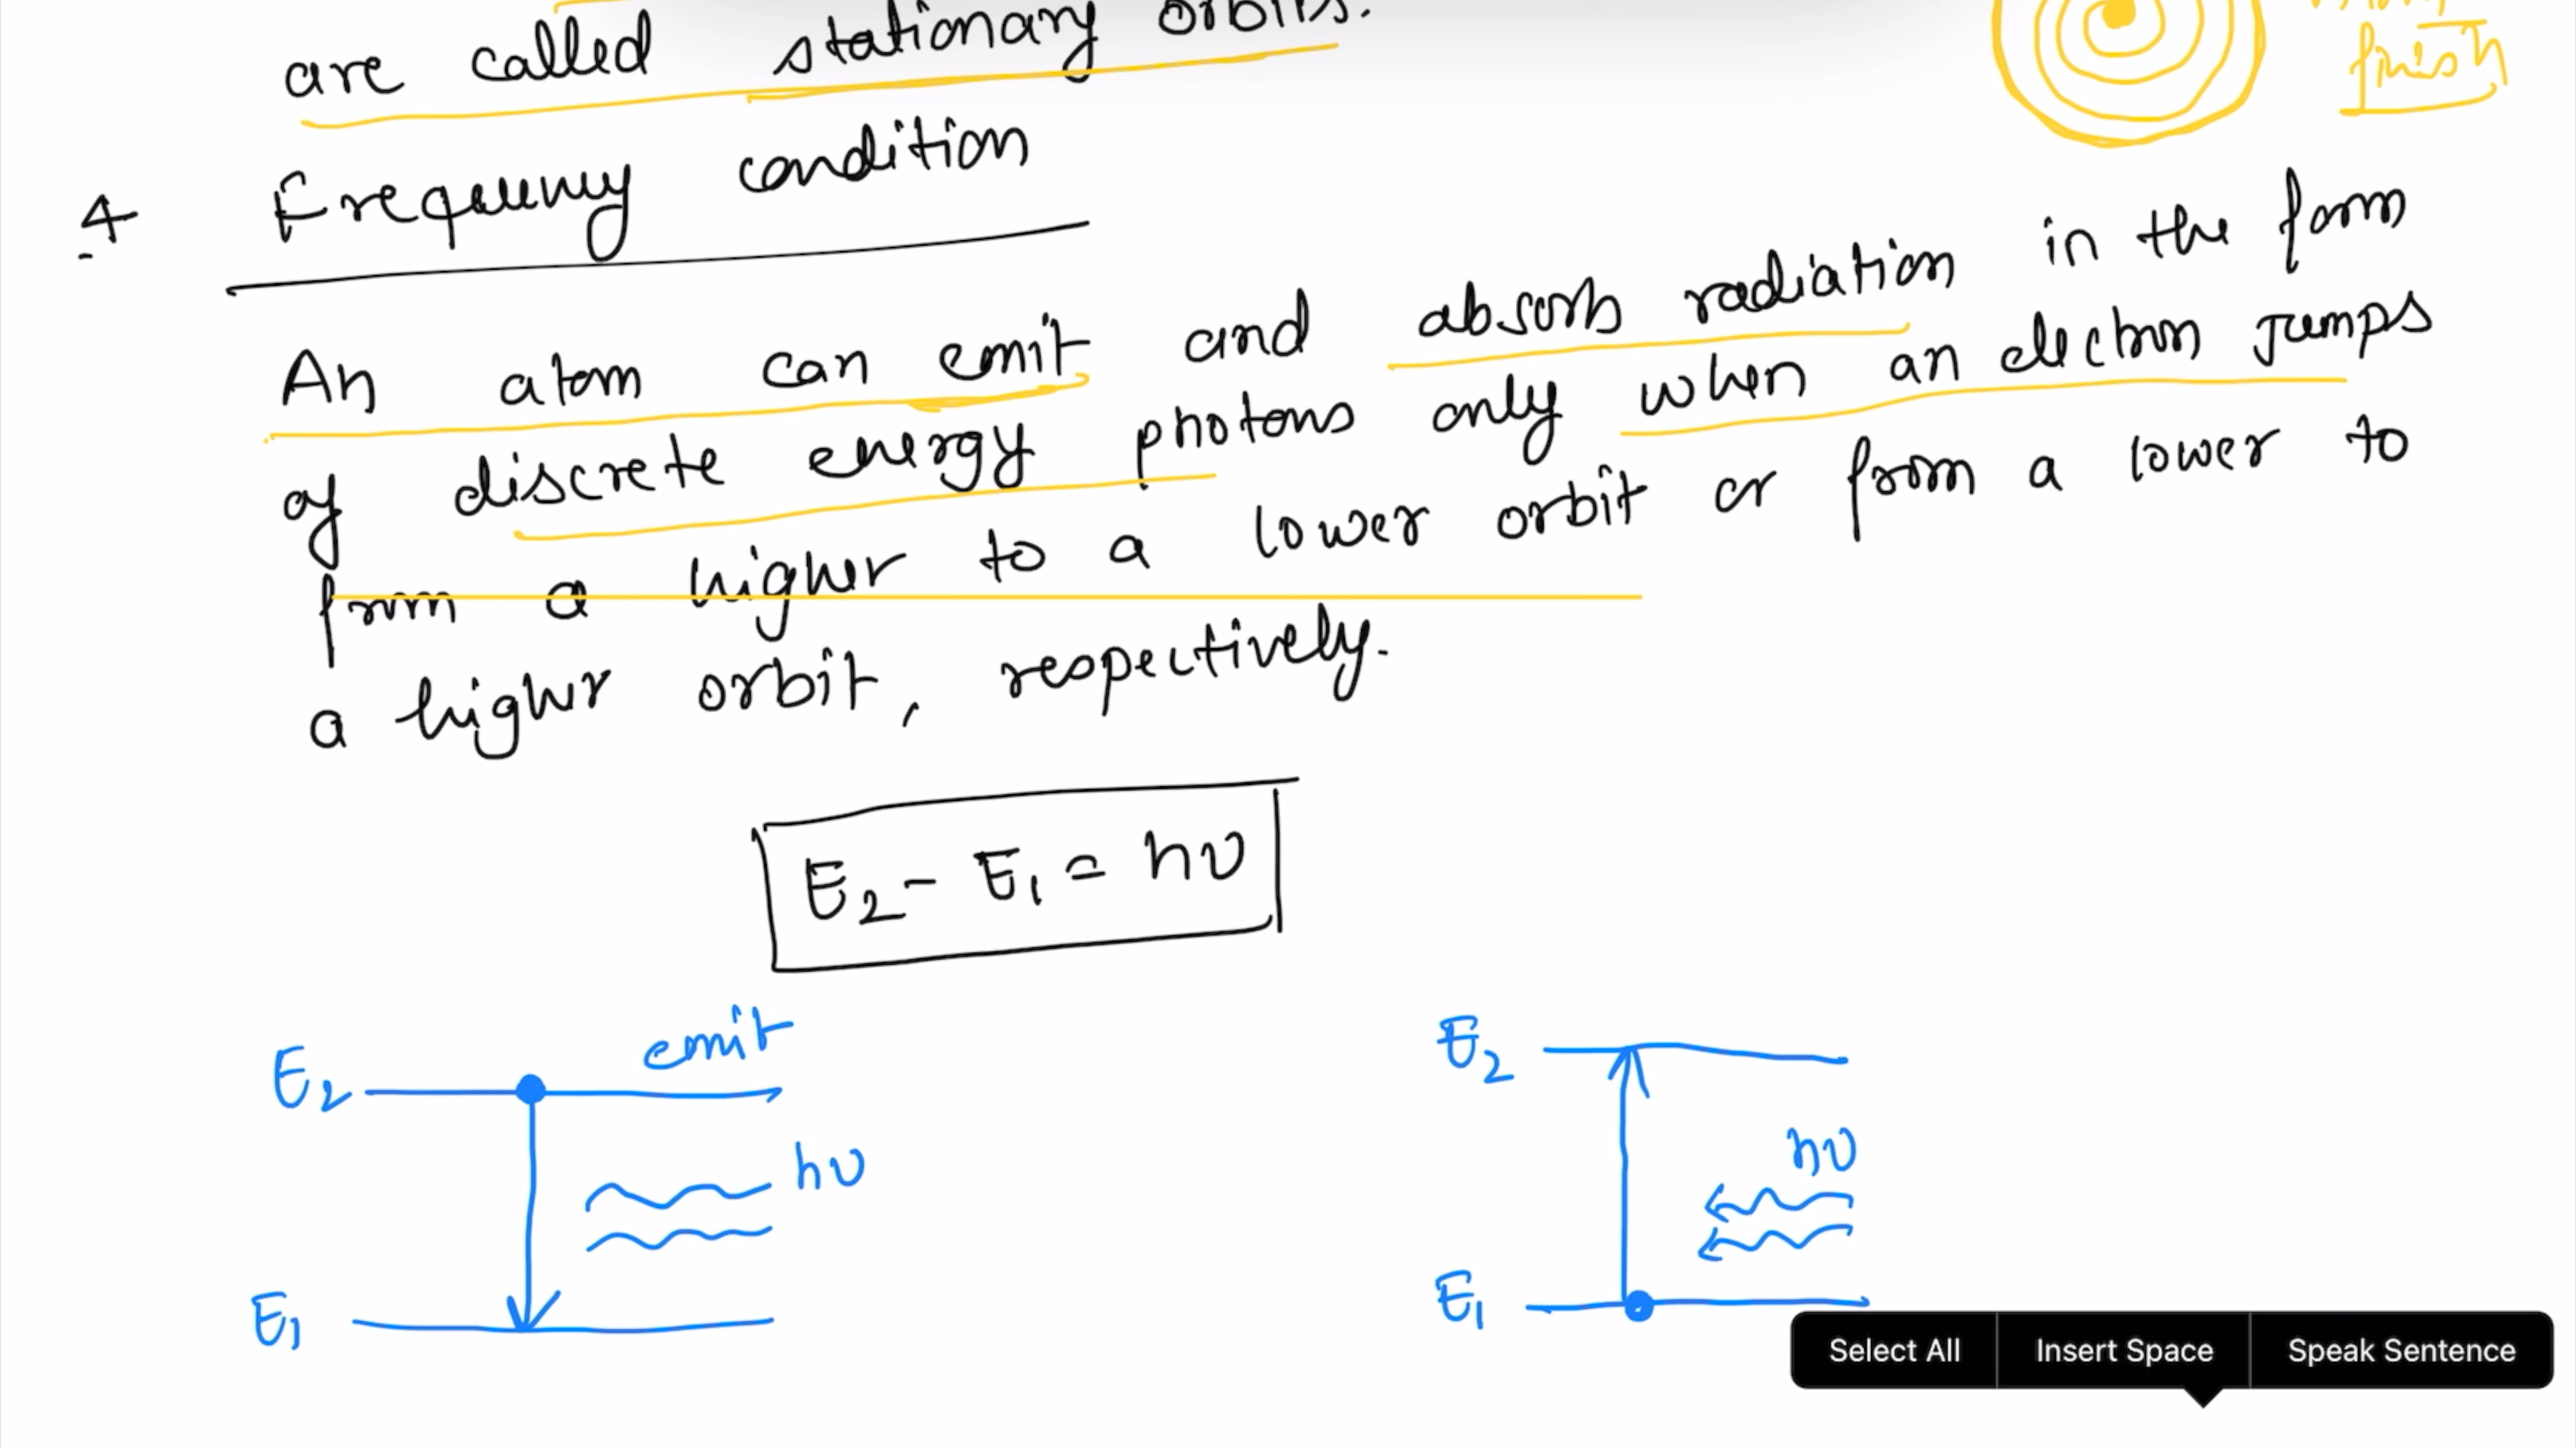 are called stationary orbits.
finish
4. Frequency condition
An atom can emit and absorb radiation in the form
of discrete energy photons only when an electron jumps
from a higher to a lower orbit or from a lower to
a higher orbit, respectively.
E₂ - E₁ = hν
E₂ emit
hν
E₁
E₂
hν
E₁
Select All Insert Space Speak Sentence